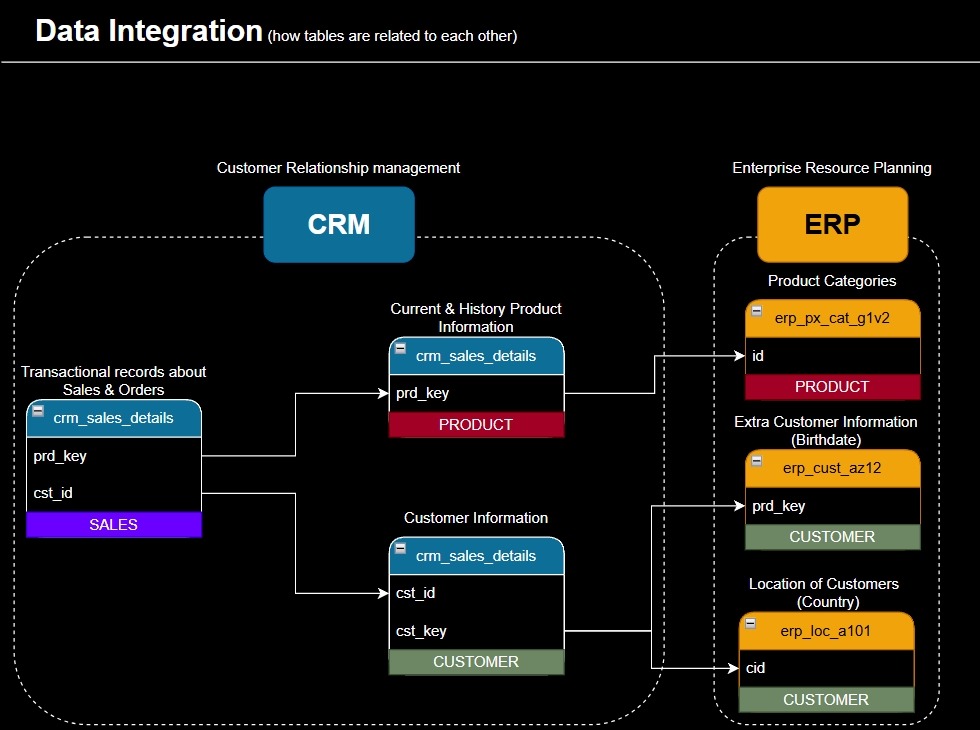 Data Integration (how tables are related to each other)
Customer Relationship management
CRM
Transactional records about
Sales & Orders
crm_sales_details
prd_key
cst_id
SALES
Current & History Product
Information
crm_sales_details
prd_key
PRODUCT
Customer Information
crm_sales_details
cst_id
cst_key
CUSTOMER
Enterprise Resource Planning
ERP
Product Categories
erp_px_cat_g1v2
id
PRODUCT
Extra Customer Information
(Birthdate)
erp_cust_az12
prd_key
CUSTOMER
Location of Customers
(Country)
erp_loc_a101
cid
CUSTOMER